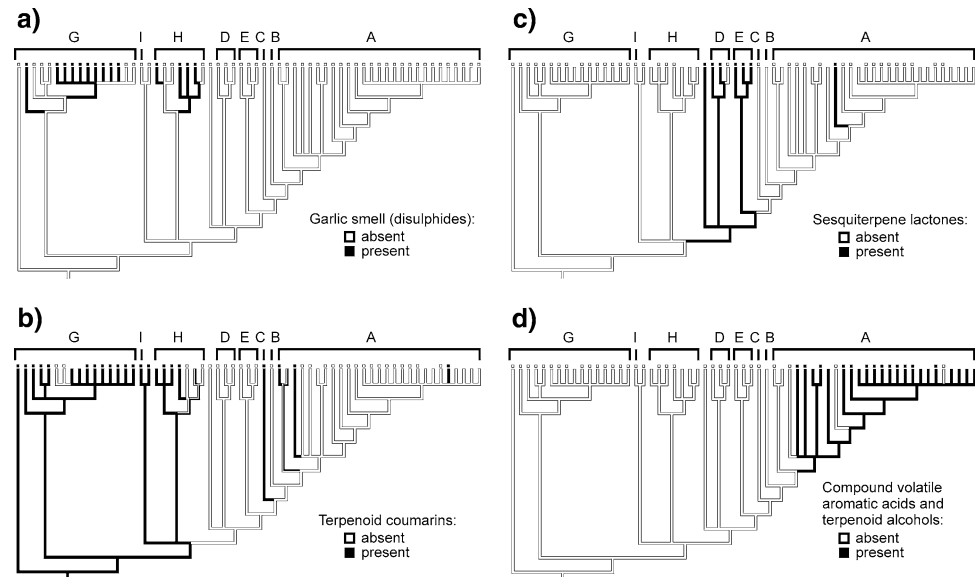 a)
G I H D E C B A
Garlic smell (disulphides):
absent
present
c)
G I H D E C B A
Sesquiterpene lactones:
absent
present
b)
G I H D E C B A
Terpenoid coumarins:
absent
present
d)
G I H D E C B A
Compound volatile
aromatic acids and
terpenoid alcohols:
absent
present